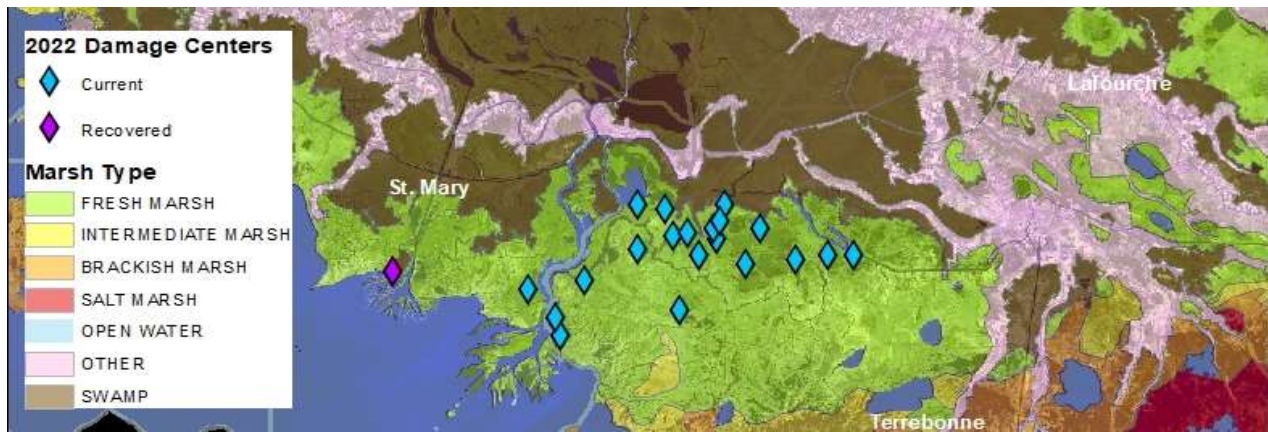 2022 Damage Centers
Current
Recovered
Marsh Type
FRESH MARSH
INTERMEDIATE MARSH
BRACKISH MARSH
SALT MARSH
OPEN WATER
OTHER
SWAMP
St. Mary
Lafourche
Terrebonne